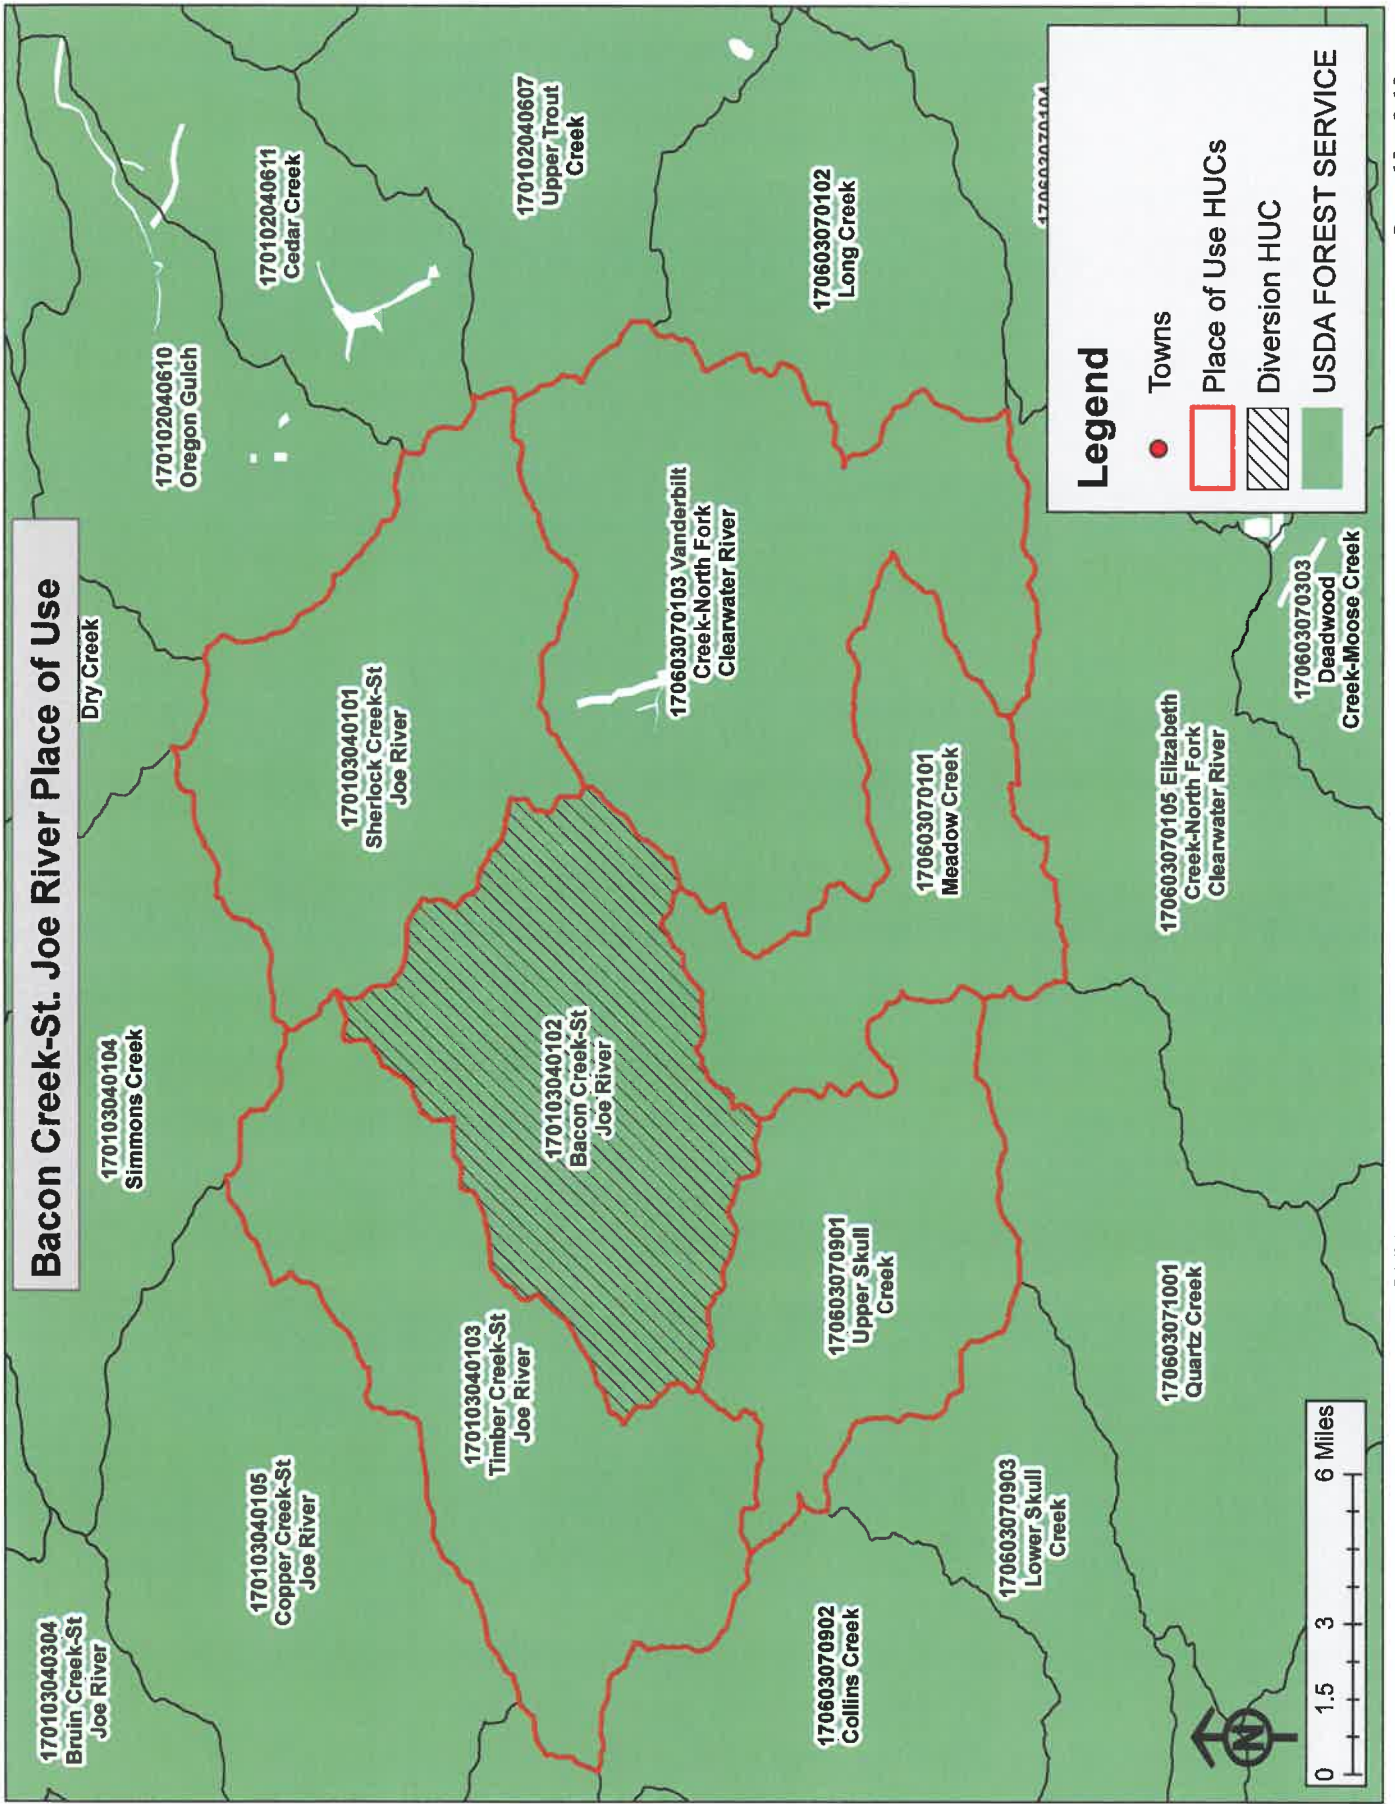 Bacon Creek-St. Joe River Place of Use
Dry Creek
170102040610
Oregon Gulch
170102040611
Cedar Creek
170102040607
Upper Trout
Creek
170103040304
Bruin Creek-St
Joe River
170103040104
Simmons Creek
170103040105
Copper Creek-St
Joe River
170103040101
Sherlock Creek-St
Joe River
170103040103
Timber Creek-St
Joe River
170103040102
Bacon Creek-St
Joe River
170603070103 Vanderbilt
Creek-North Fork
Clearwater River
170603070102
Long Creek
170603070902
Collins Creek
170603070901
Upper Skull
Creek
170603070101
Meadow Creek
170603070903
Lower Skull
Creek
170603071001
Quartz Creek
170603070105 Elizabeth
Creek-North Fork
Clearwater River
170603070303
Deadwood
Creek-Moose Creek
Legend
Towns
Place of Use HUCs
Diversion HUC
USDA FOREST SERVICE
N
0 1.5 3 6 Miles